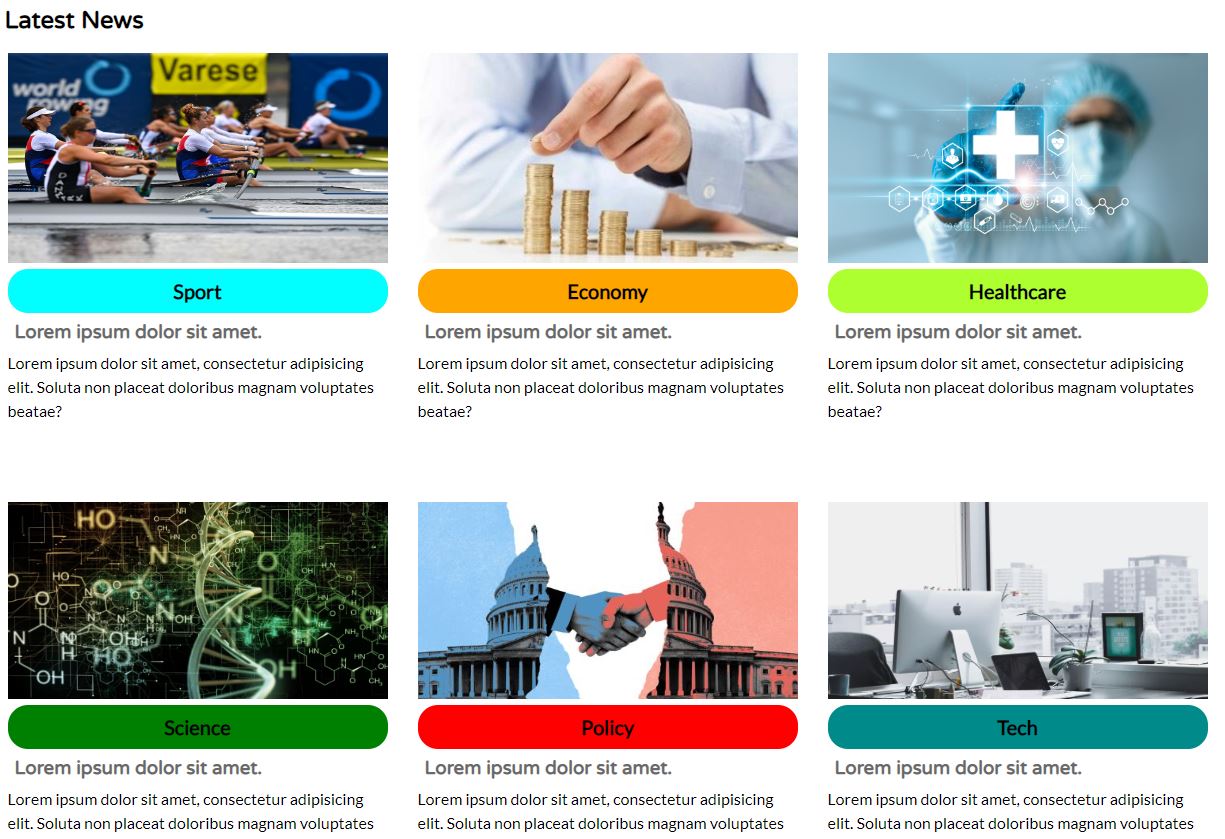 Latest News
world
rowing
Varese
Sport
Economy
Healthcare
Lorem ipsum dolor sit amet.
Lorem ipsum dolor sit amet.
Lorem ipsum dolor sit amet.
Lorem ipsum dolor sit amet, consectetur adipisicing
elit. Soluta non placeat doloribus magnam voluptates
beatae?
Lorem ipsum dolor sit amet, consectetur adipisicing
elit. Soluta non placeat doloribus magnam voluptates
beatae?
Lorem ipsum dolor sit amet, consectetur adipisicing
elit. Soluta non placeat doloribus magnam voluptates
beatae?
HO
N
O
HO
O
N
OH
HO
OH
OH
Science
Policy
Tech
Lorem ipsum dolor sit amet.
Lorem ipsum dolor sit amet.
Lorem ipsum dolor sit amet.
Lorem ipsum dolor sit amet, consectetur adipisicing
elit. Soluta non placeat doloribus magnam voluptates
Lorem ipsum dolor sit amet, consectetur adipisicing
elit. Soluta non placeat doloribus magnam voluptates
Lorem ipsum dolor sit amet, consectetur adipisicing
elit. Soluta non placeat doloribus magnam voluptates